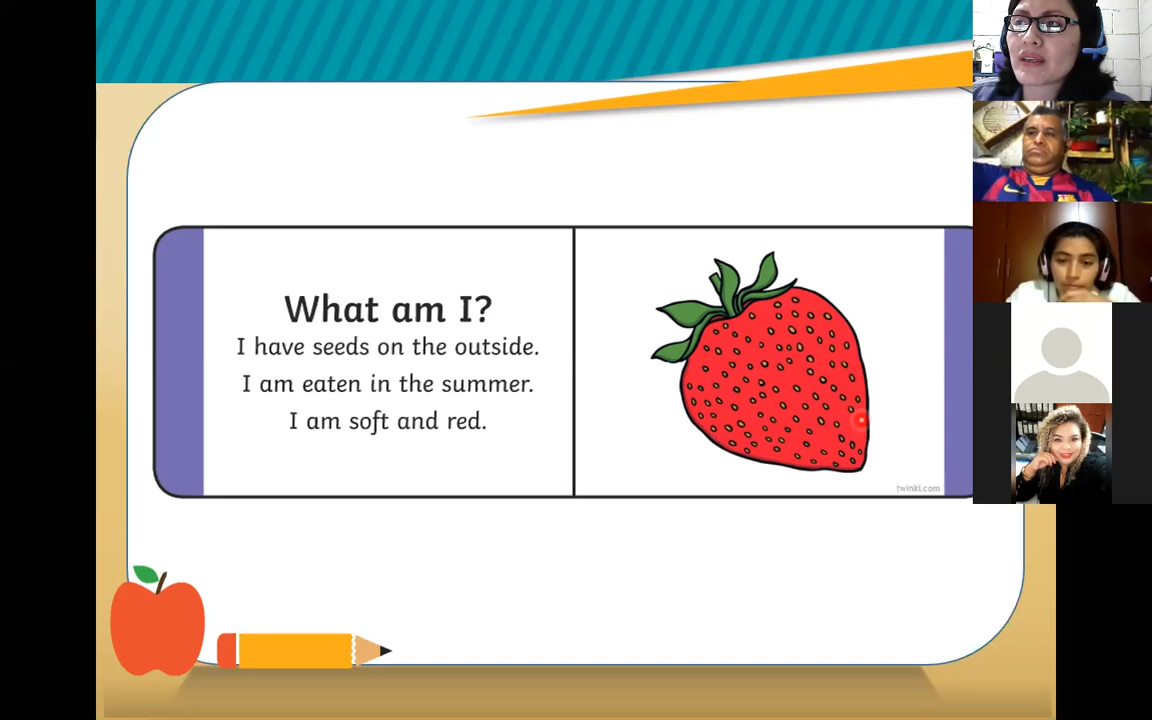 What am I?
I have seeds on the outside.
I am eaten in the summer.
I am soft and red.
twinkl.com